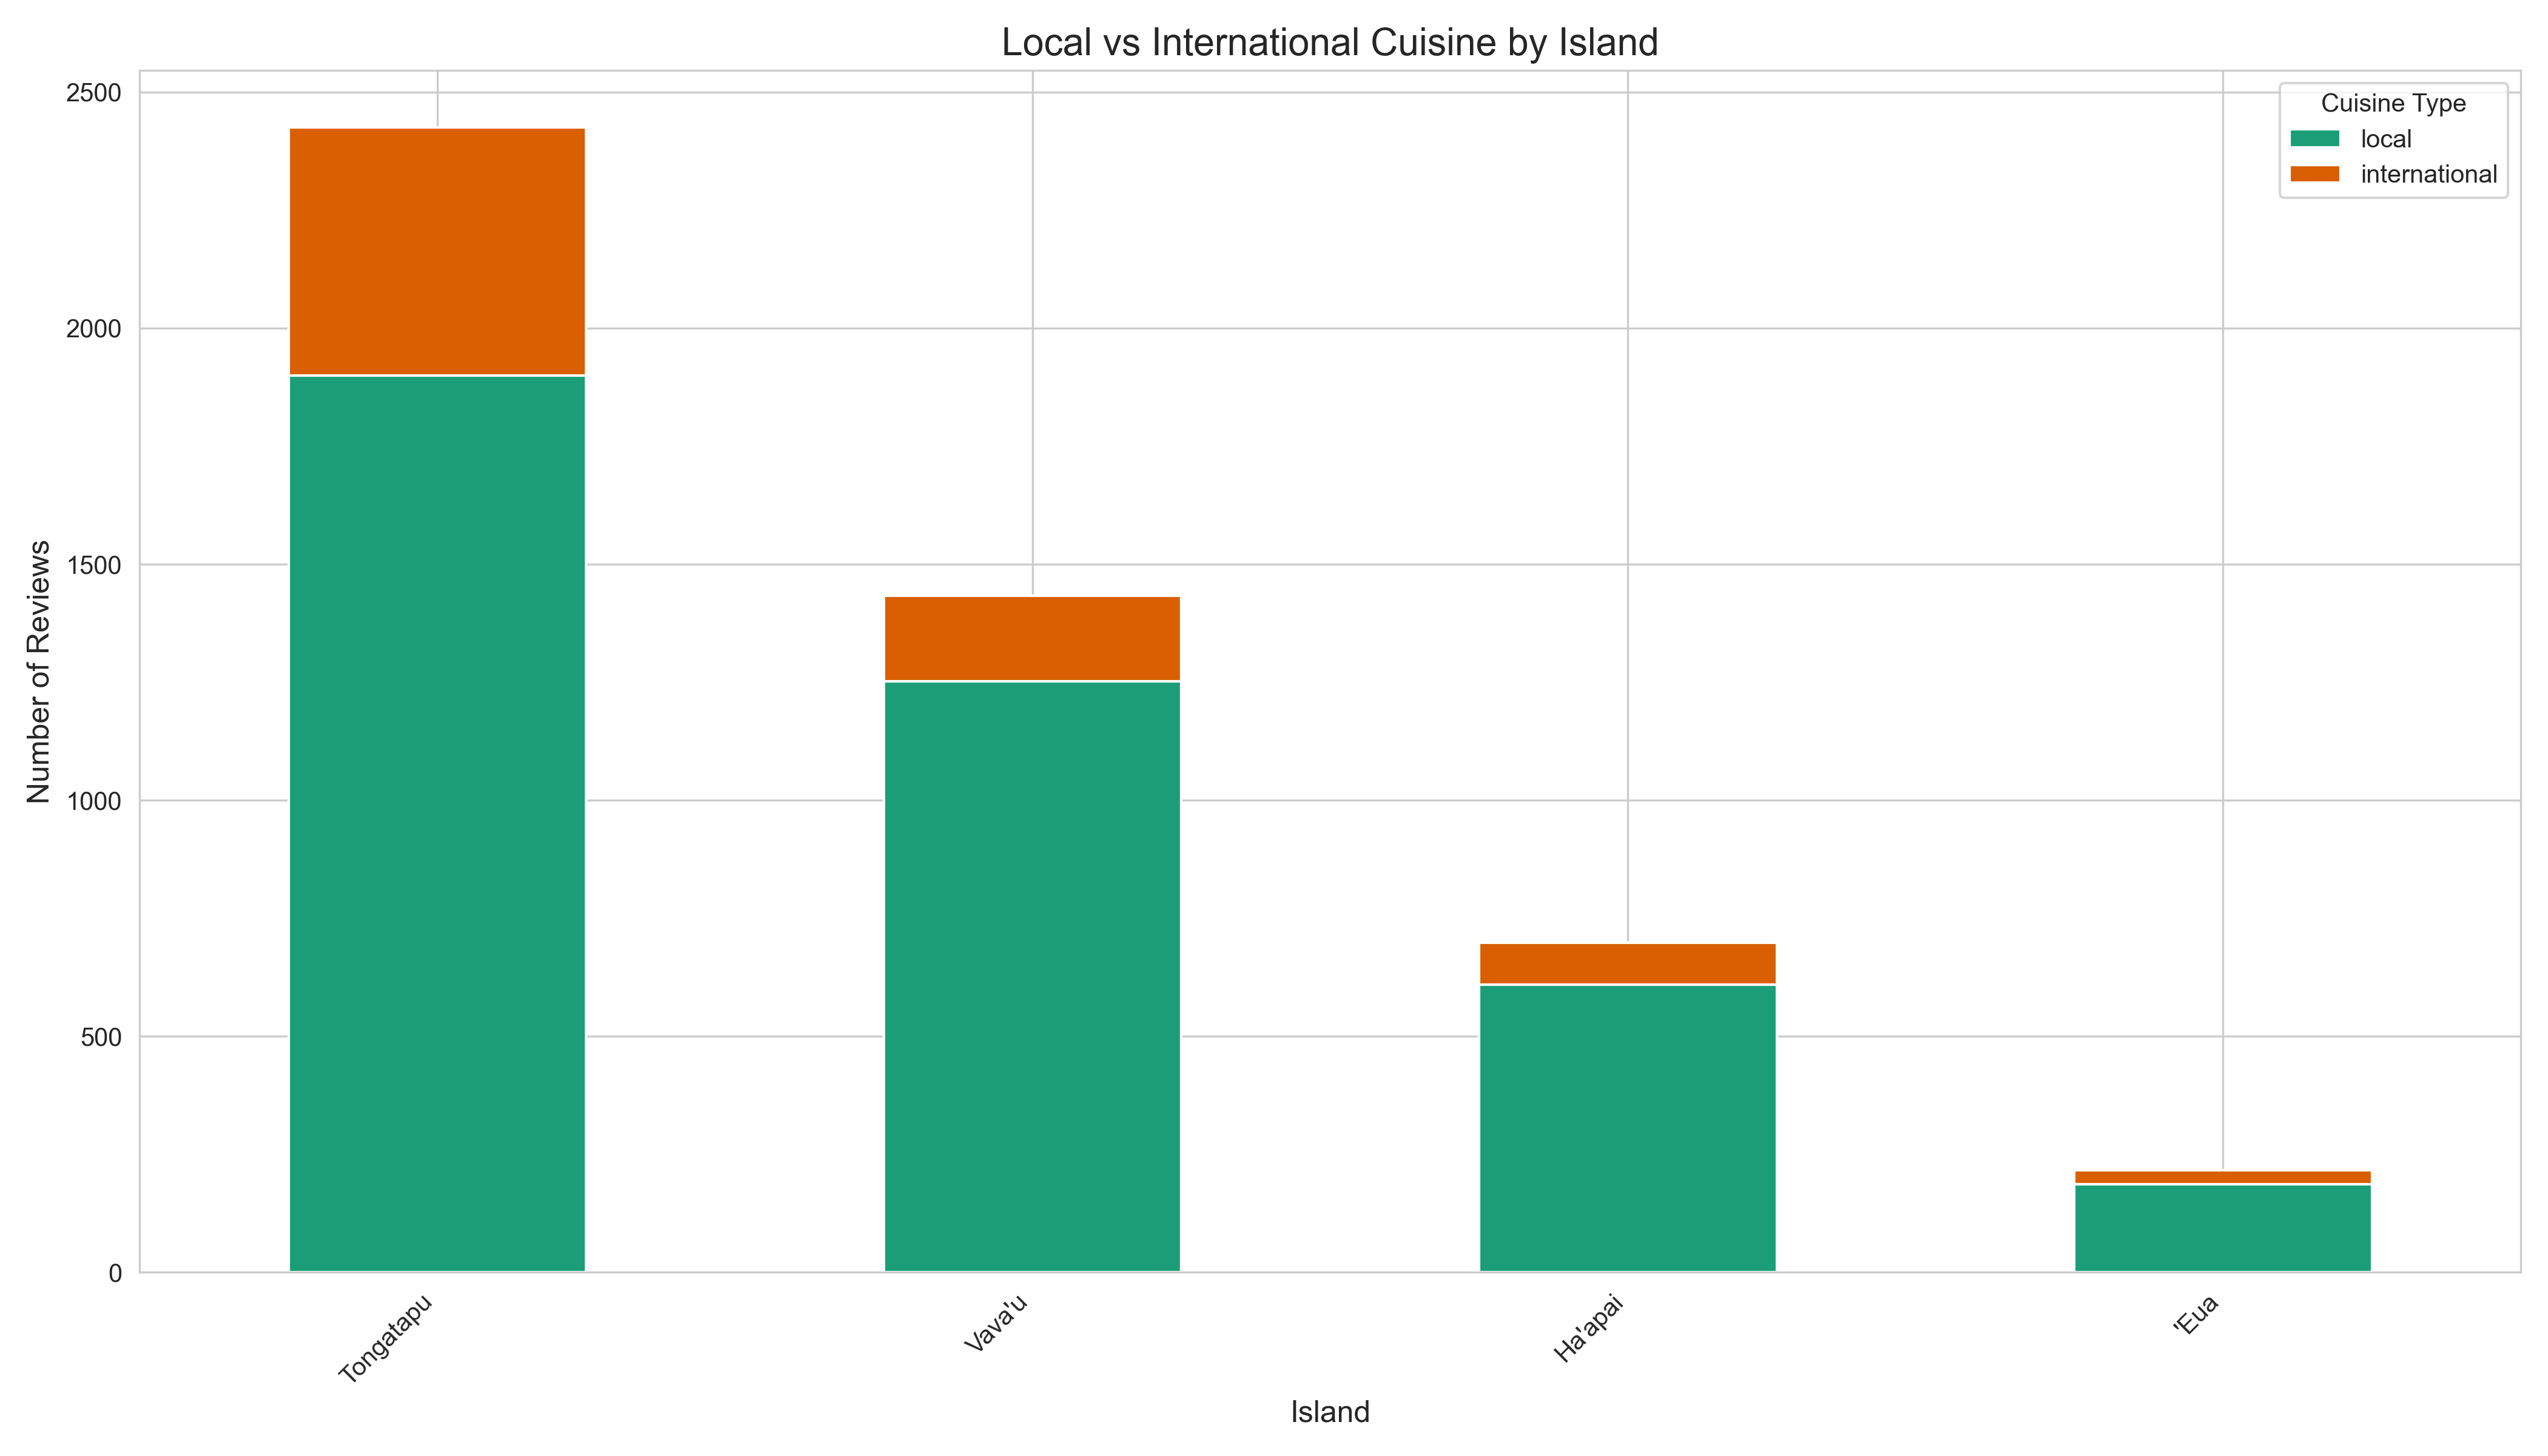 Local vs International Cuisine by Island
Cuisine Type
local
international
Number of Reviews
2500
2000
1500
1000
500
0
Tongatapu
Vava'u
Ha'apai
'Eua
Island